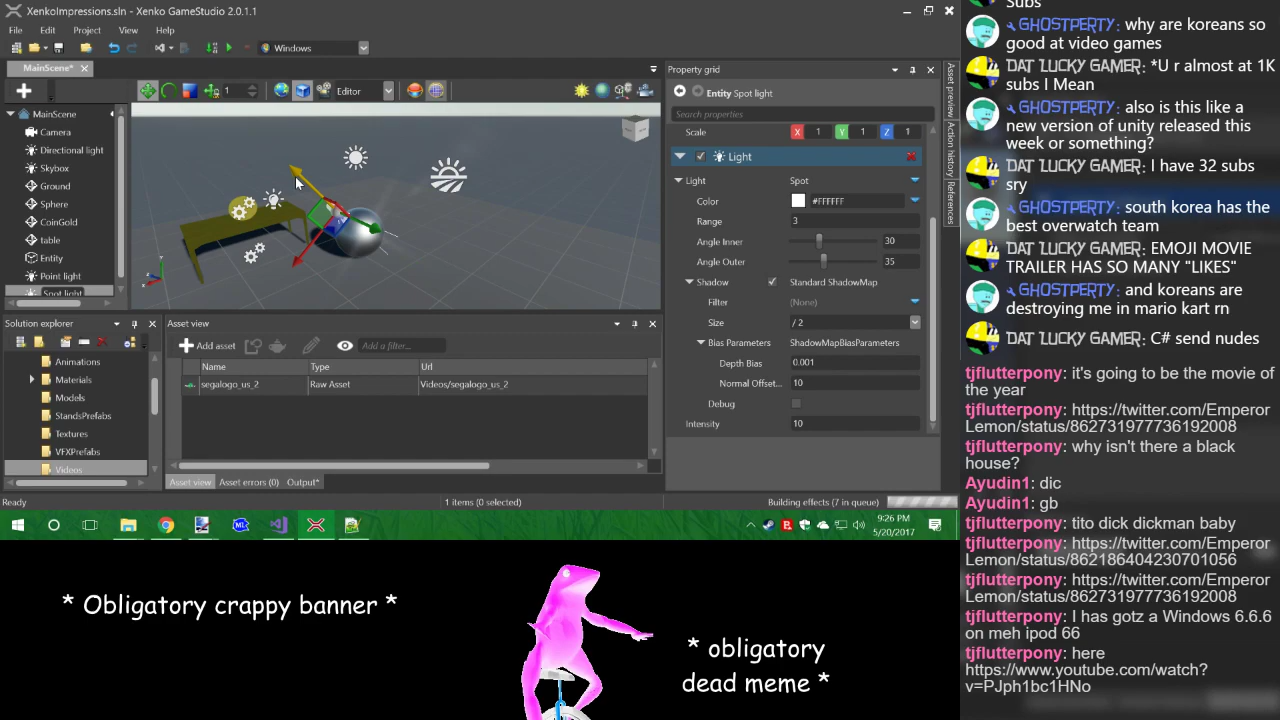 XenkoImpressions.sln - Xenko GameStudio 2.0.1.1
File Edit Project View Help
Windows
MainScene*
1
Editor
MainScene
Camera
Directional light
Skybox
Ground
Sphere
CoinGold
table
Entity
Point light
Spot light
Property grid
Entity Spot light
Search properties
Scale X 1 Y 1 Z 1
Light
Light Spot
Color #FFFFFF
Range 3
Angle Inner 30
Angle Outer 35
Shadow Standard ShadowMap
Filter (None)
Size / 2
Bias Parameters ShadowMapBiasParameters
Depth Bias 0.001
Normal Offset... 10
Debug
Intensity 10
Asset preview
Action history
References
Solution explorer
Animations
Materials
Models
StandsPrefabs
Textures
VFXPrefabs
Videos
Asset view
Add asset
Add a filter...
Name Type Url
segalogo_us_2 Raw Asset Videos/segalogo_us_2
Asset view Asset errors (0) Output*
Ready
1 items (0 selected)
Building effects (7 in queue)
9:26 PM
5/20/2017
* Obligatory crappy banner *
* obligatory
dead meme *
Subs
GHOSTPERTY: why are koreans so
good at video games
DAT LUCKY GAMER: *U r almost at 1K
subs I Mean
GHOSTPERTY: also is this like a
new version of unity released this
week or something?
DAT LUCKY GAMER: I have 32 subs
sry
GHOSTPERTY: south korea has the
best overwatch team
DAT LUCKY GAMER: EMOJI MOVIE
TRAILER HAS SO MANY "LIKES"
GHOSTPERTY: and koreans are
destroying me in mario kart rn
DAT LUCKY GAMER: C# send nudes
tjflutterpony: it's going to be the movie of
the year
tjflutterpony: https://twitter.com/Emperor
Lemon/status/862731977736192008
tjflutterpony: why isn't there a black
house?
Ayudin1: dic
Ayudin1: gb
tjflutterpony: tito dick dickman baby
tjflutterpony: https://twitter.com/Emperor
Lemon/status/862186404230701056
tjflutterpony: https://twitter.com/Emperor
Lemon/status/862731977736192008
tjflutterpony: I has gotz a Windows 6.6.6
on meh ipod 66
tjflutterpony: here
https://www.youtube.com/watch?
v=PJph1bc1HNo